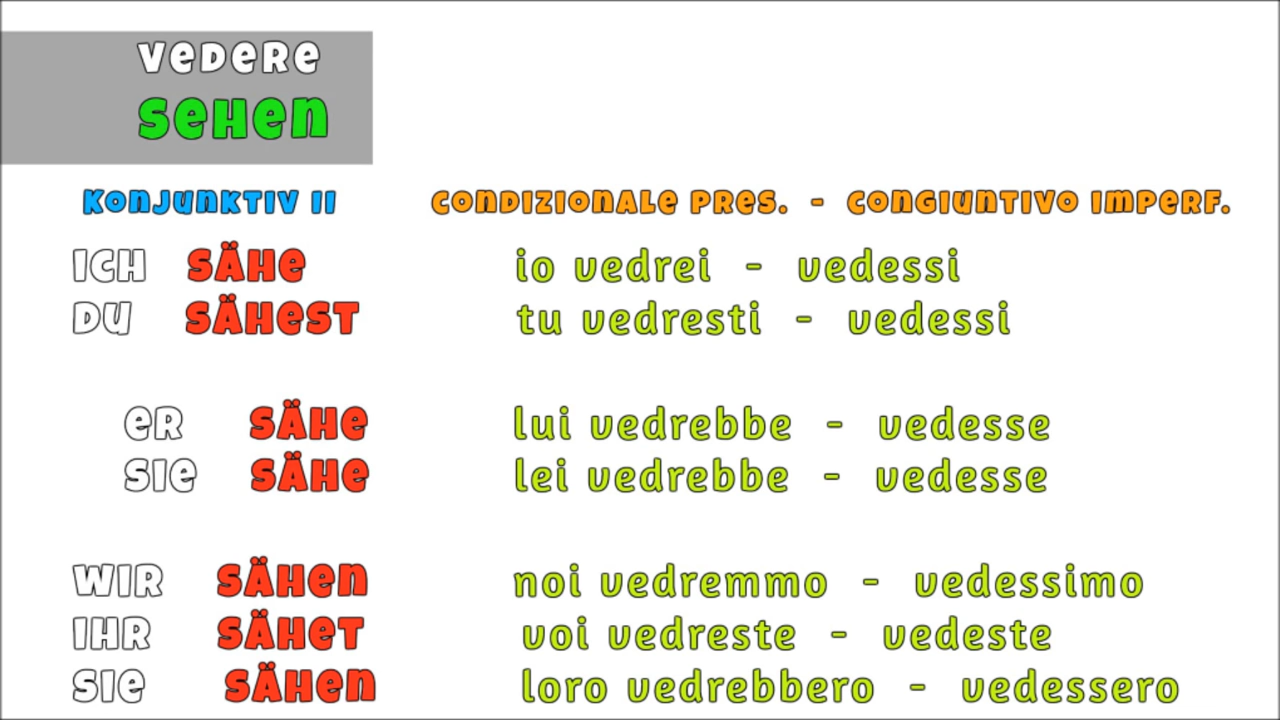 VEDERE
SEHEN
KONJUNKTIV II CONDIZIONALE PRES. - CONGIUNTIVO IMPERF.
ICH SÄHE io vedrei - vedessi
DU SÄHEST tu vedresti - vedessi
ER SÄHE lui vedrebbe - vedesse
SIE SÄHE lei vedrebbe - vedesse
WIR SÄHEN noi vedremmo - vedessimo
IHR SÄHET voi vedreste - vedeste
SIE SÄHEN loro vedrebbero - vedessero